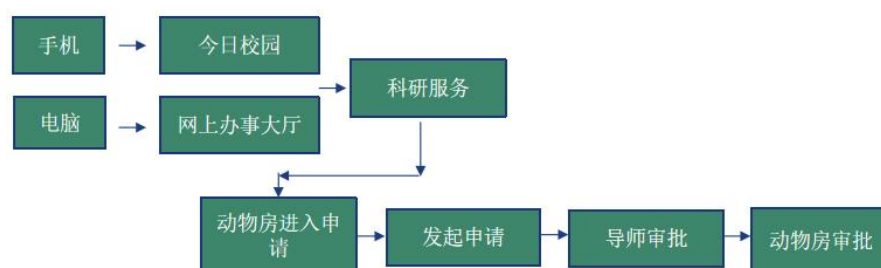 手机
今日校园
科研服务
电脑
网上办事大厅
动物房进入申
请
发起申请
导师审批
动物房审批